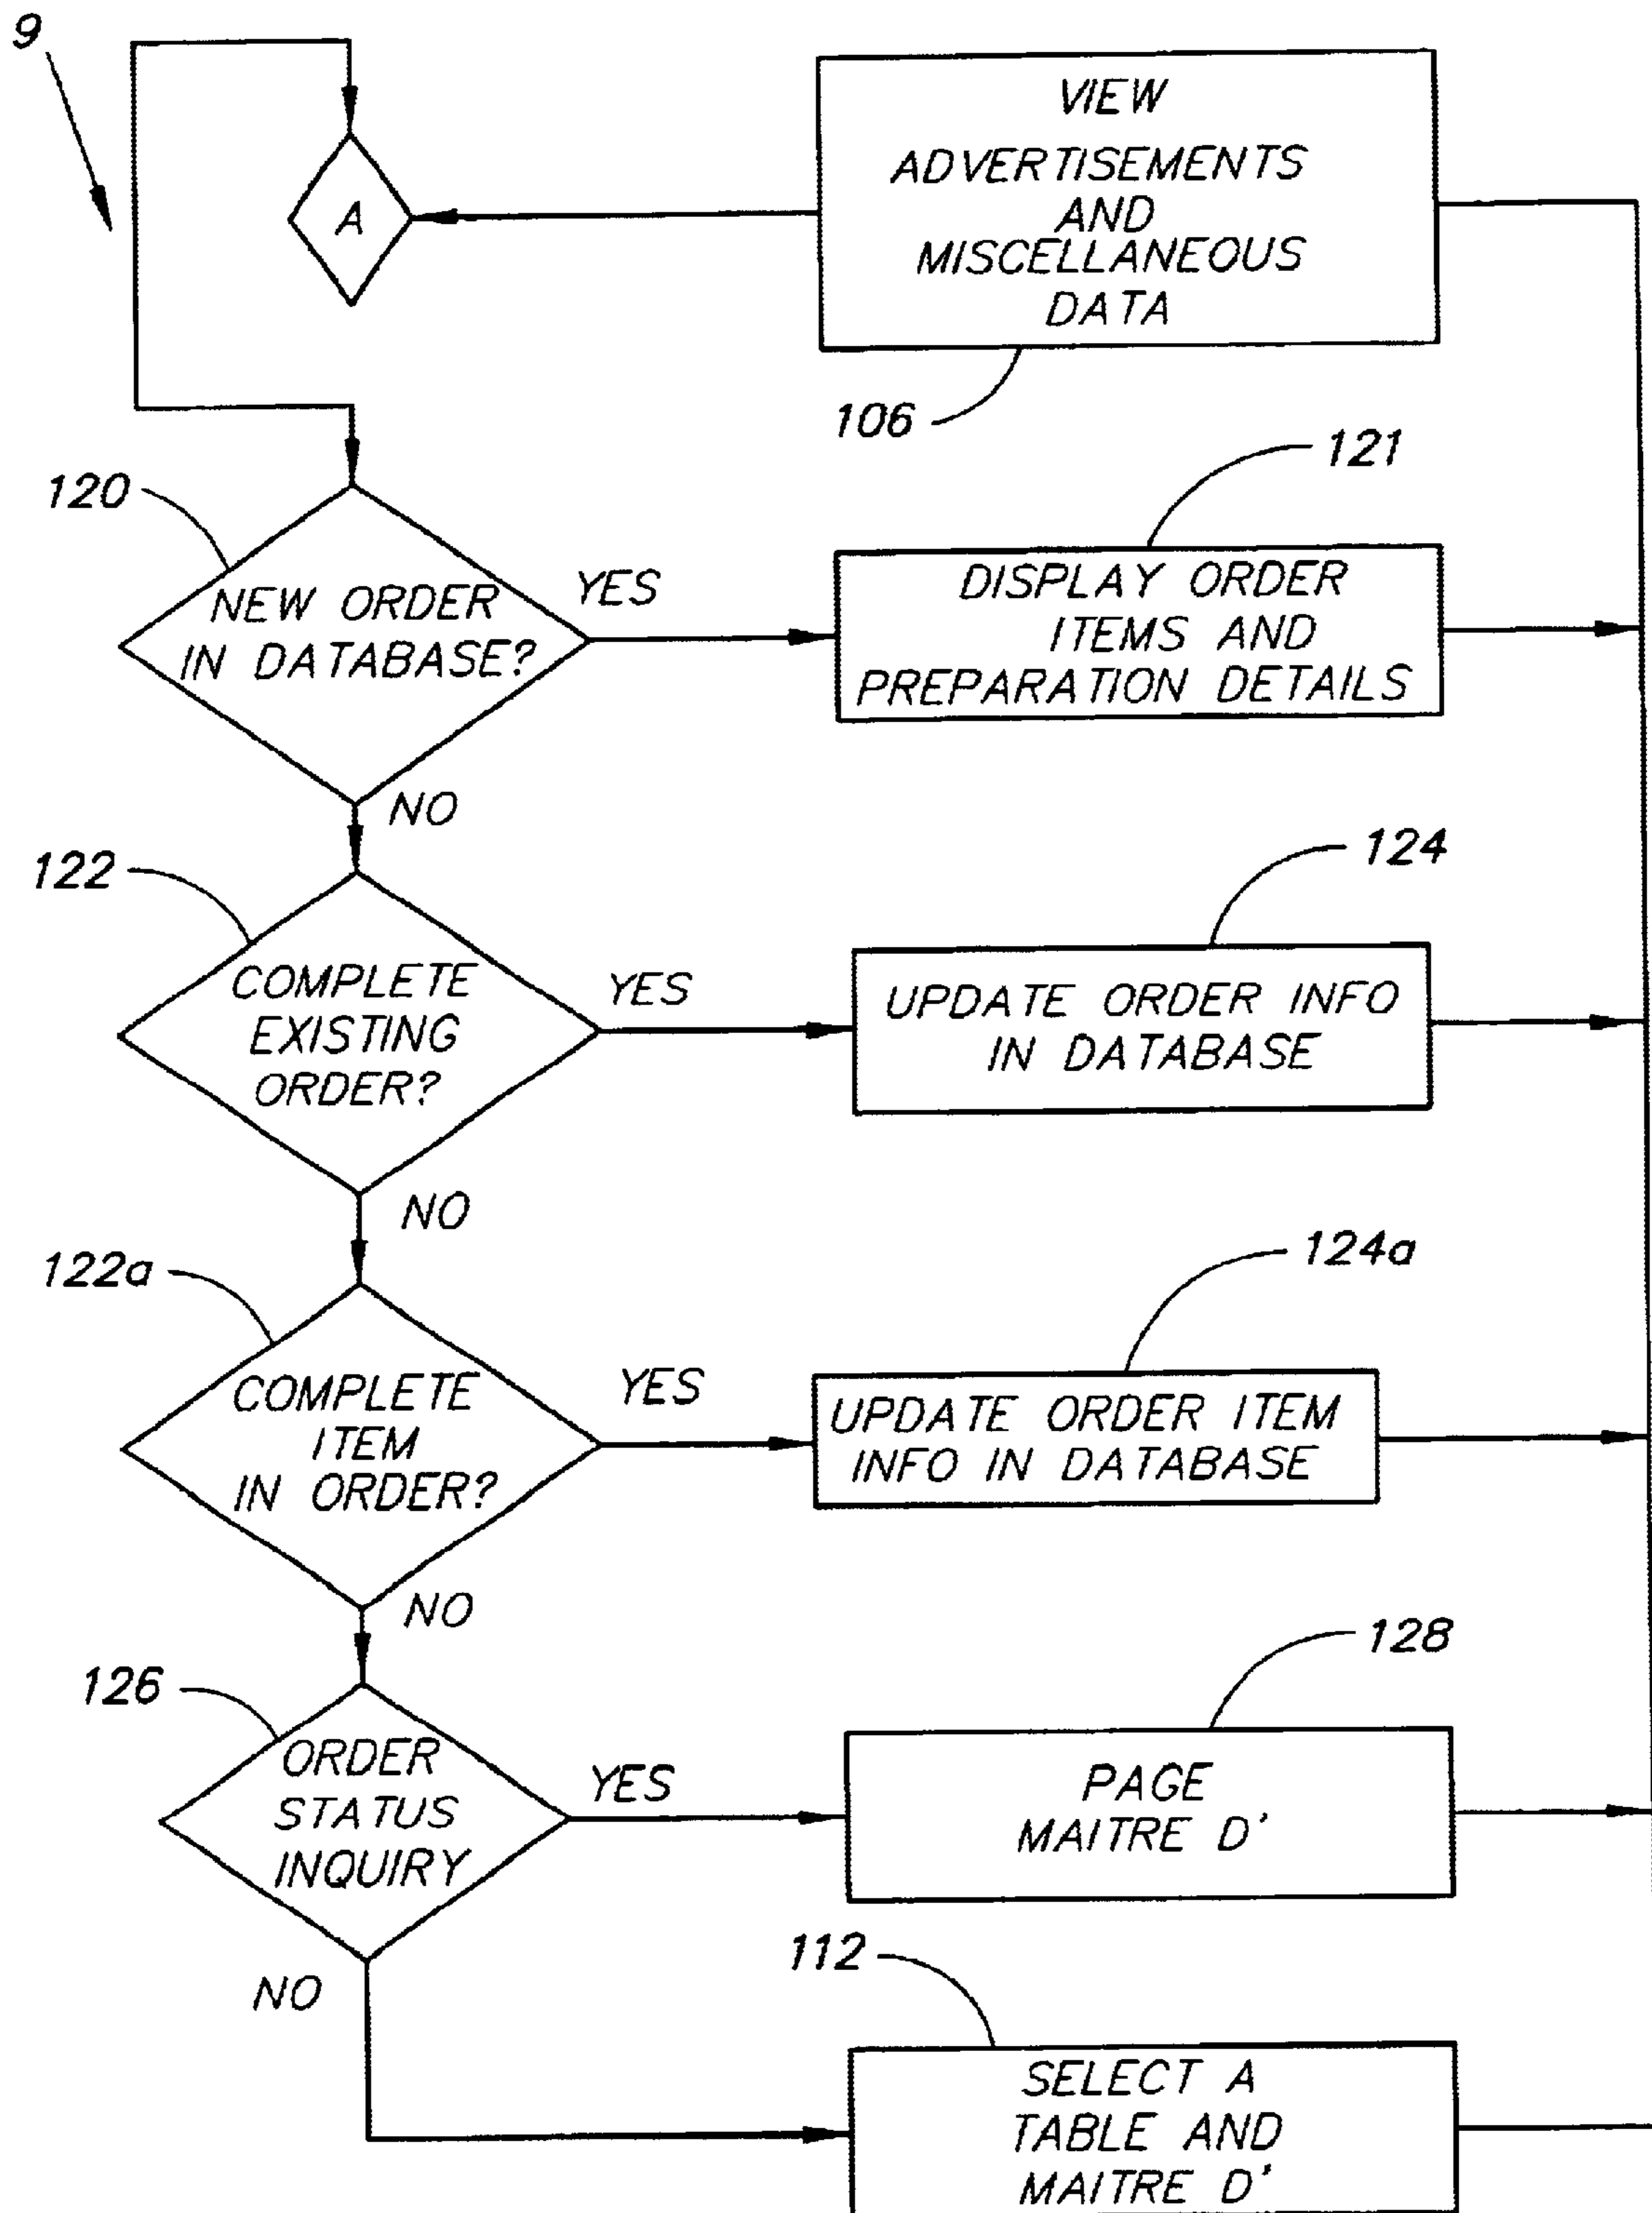 9
A
VIEW
ADVERTISEMENTS
AND
MISCELLANEOUS
DATA
106
120
NEW ORDER
IN DATABASE?
YES
NO
121
DISPLAY ORDER
ITEMS AND
PREPARATION DETAILS
122
COMPLETE
EXISTING
ORDER?
YES
NO
124
UPDATE ORDER INFO
IN DATABASE
122a
COMPLETE
ITEM
IN ORDER?
YES
NO
124a
UPDATE ORDER ITEM
INFO IN DATABASE
126
ORDER
STATUS
INQUIRY
YES
NO
128
PAGE
MAITRE D'
112
SELECT A
TABLE AND
MAITRE D'